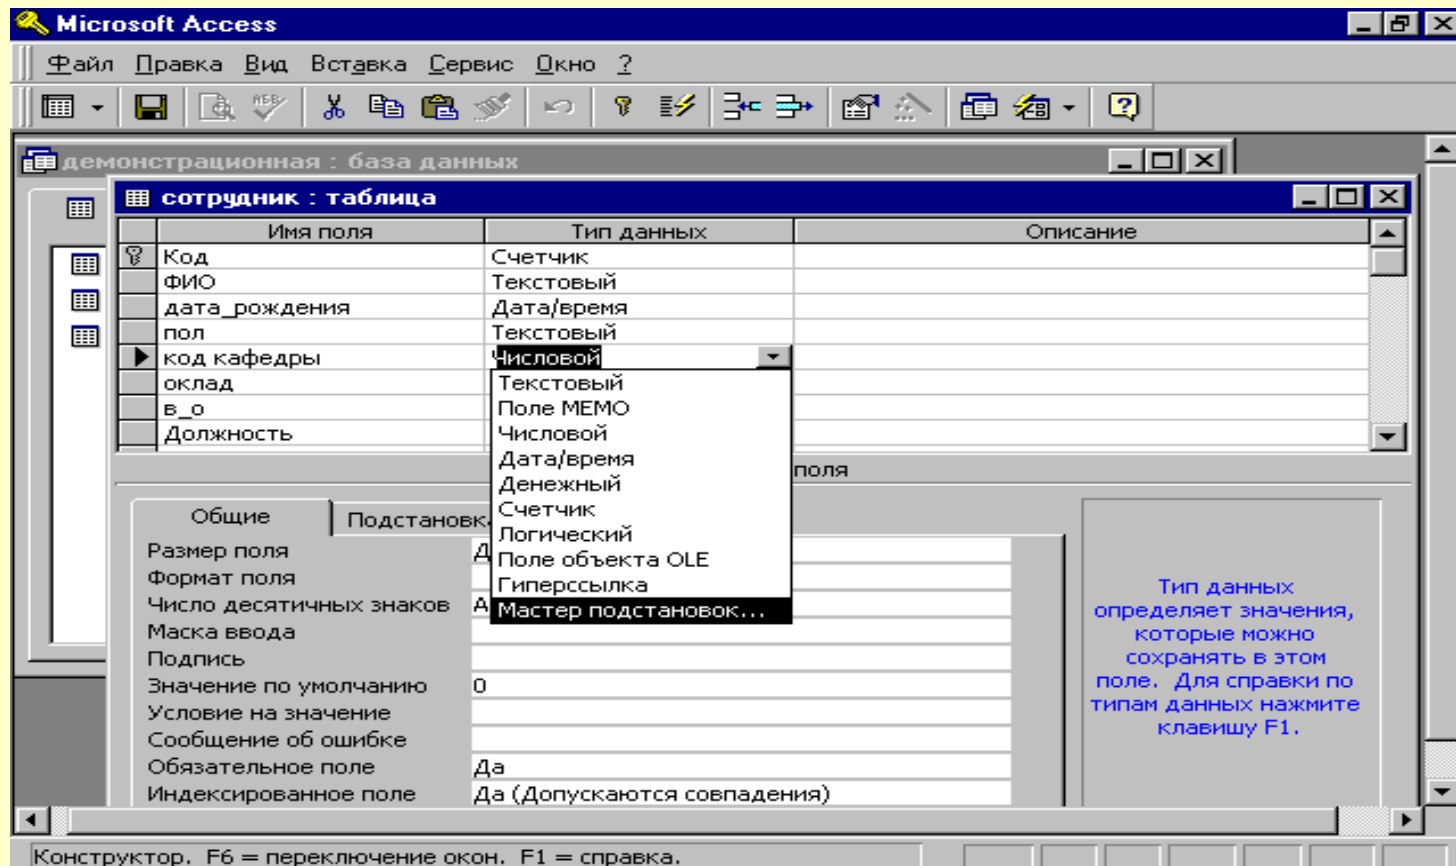 Microsoft Access
Файл Правка Вид Вставка Сервис Окно ?
демонстрационная : база данных
сотрудник : таблица
Имя поля Тип данных Описание
Код Счетчик
ФИО Текстовый
дата_рождения Дата/время
пол Текстовый
код кафедры Числовой
оклад
в_о
Должность
Текстовый
Поле MEMO
Числовой
Дата/время
Денежный
Счетчик
Логический
Поле объекта OLE
Гиперссылка
Мастер подстановок...
поля
Общие Подстановк
Размер поля Д
Формат поля
Число десятичных знаков А
Маска ввода
Подпись
Значение по умолчанию 0
Условие на значение
Сообщение об ошибке
Обязательное поле Да
Индексированное поле Да (Допускаются совпадения)
Тип данных
определяет значения,
которые можно
сохранять в этом
поле. Для справки по
типам данных нажмите
клавишу F1.
Конструктор. F6 = переключение окон. F1 = справка.